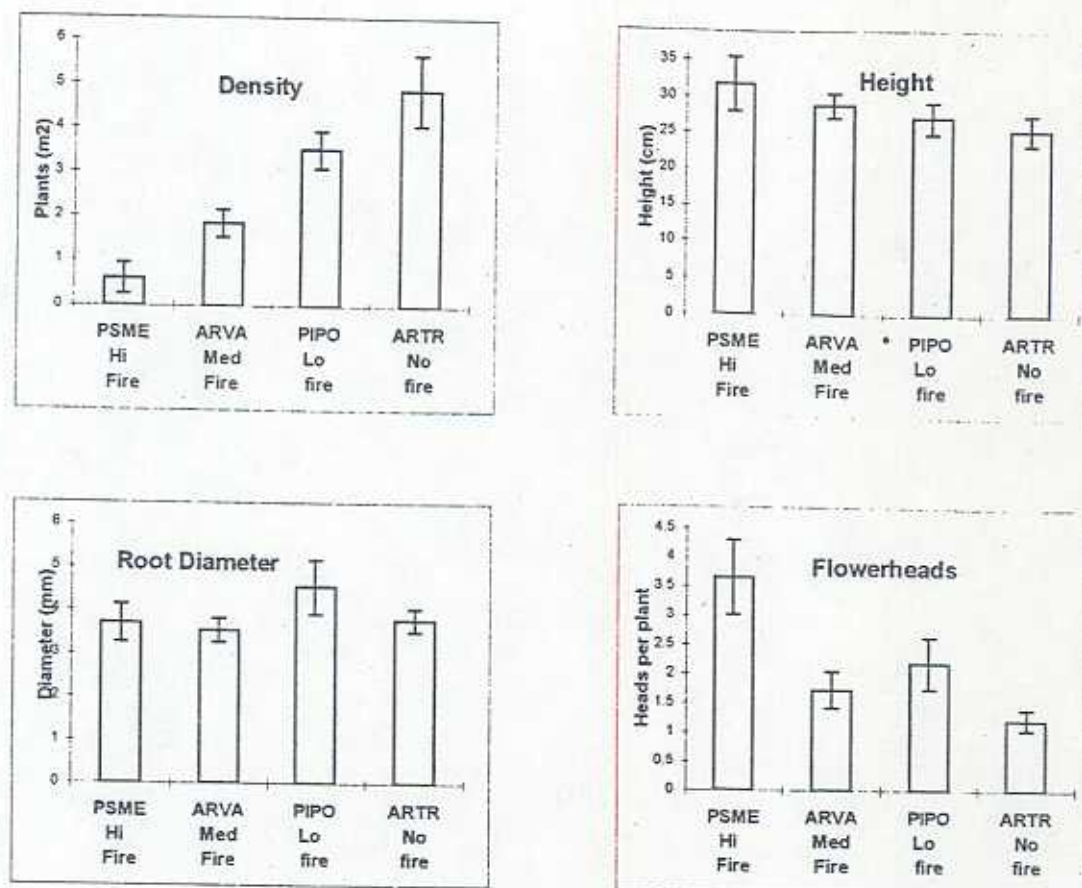 Density
Plants (m2)
6
5
4
3
2
1
0
PSME
Hi
Fire
ARVA
Med
Fire
PIPO
Lo
fire
ARTR
No
fire
Height
Height (cm)
35
30
25
20
15
10
5
0
PSME
Hi
Fire
ARVA
Med
Fire
PIPO
Lo
fire
ARTR
No
fire
Root Diameter
Diameter (mm)
6
5
4
3
2
1
0
PSME
Hi
Fire
ARVA
Med
Fire
PIPO
Lo
fire
ARTR
No
fire
Flowerheads
Heads per plant
4.5
4
3.5
3
2.5
2
1.5
1
0.5
0
PSME
Hi
Fire
ARVA
Med
Fire
PIPO
Lo
fire
ARTR
No
fire